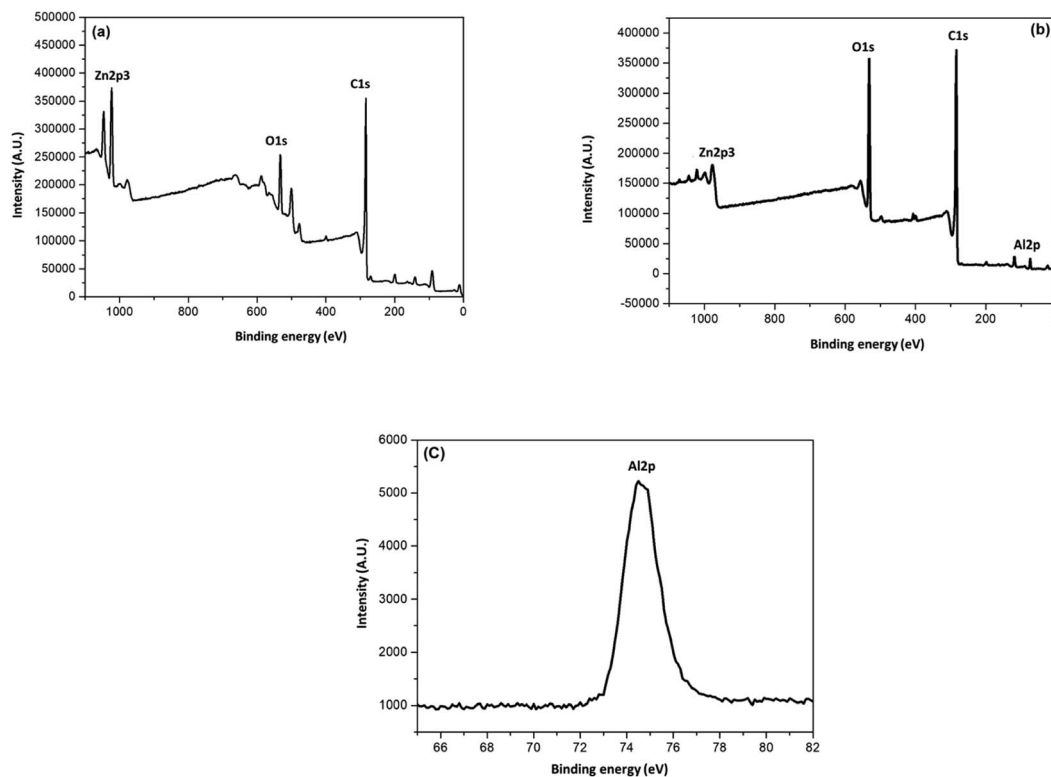 (a)
500000
450000
400000
350000
300000
250000
200000
150000
100000
50000
0
Intensity (A.U.)
Zn2p3
O1s
C1s
1000 800 600 400 200 0
Binding energy (eV)
(b)
400000
350000
300000
250000
200000
150000
100000
50000
0
-50000
Intensity (A.U.)
Zn2p3
O1s
C1s
Al2p
1000 800 600 400 200
Binding energy (eV)
(C)
6000
5000
4000
3000
2000
1000
Intensity (A.U.)
Al2p
66 68 70 72 74 76 78 80 82
Binding energy (eV)